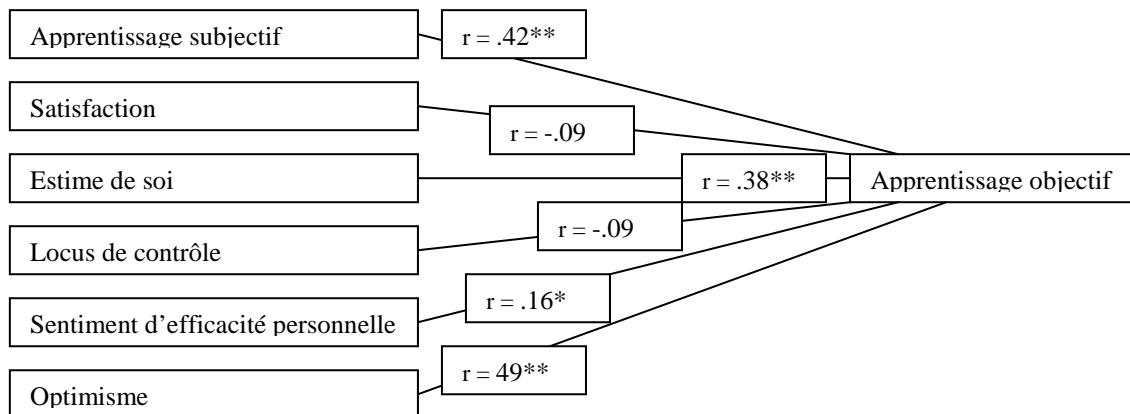 Apprentissage subjectif
r = .42**
Satisfaction
r = -.09
Estime de soi
r = .38**
Apprentissage objectif
Locus de contrôle
r = -.09
Sentiment d’efficacité personnelle
r = .16*
Optimisme
r = 49**